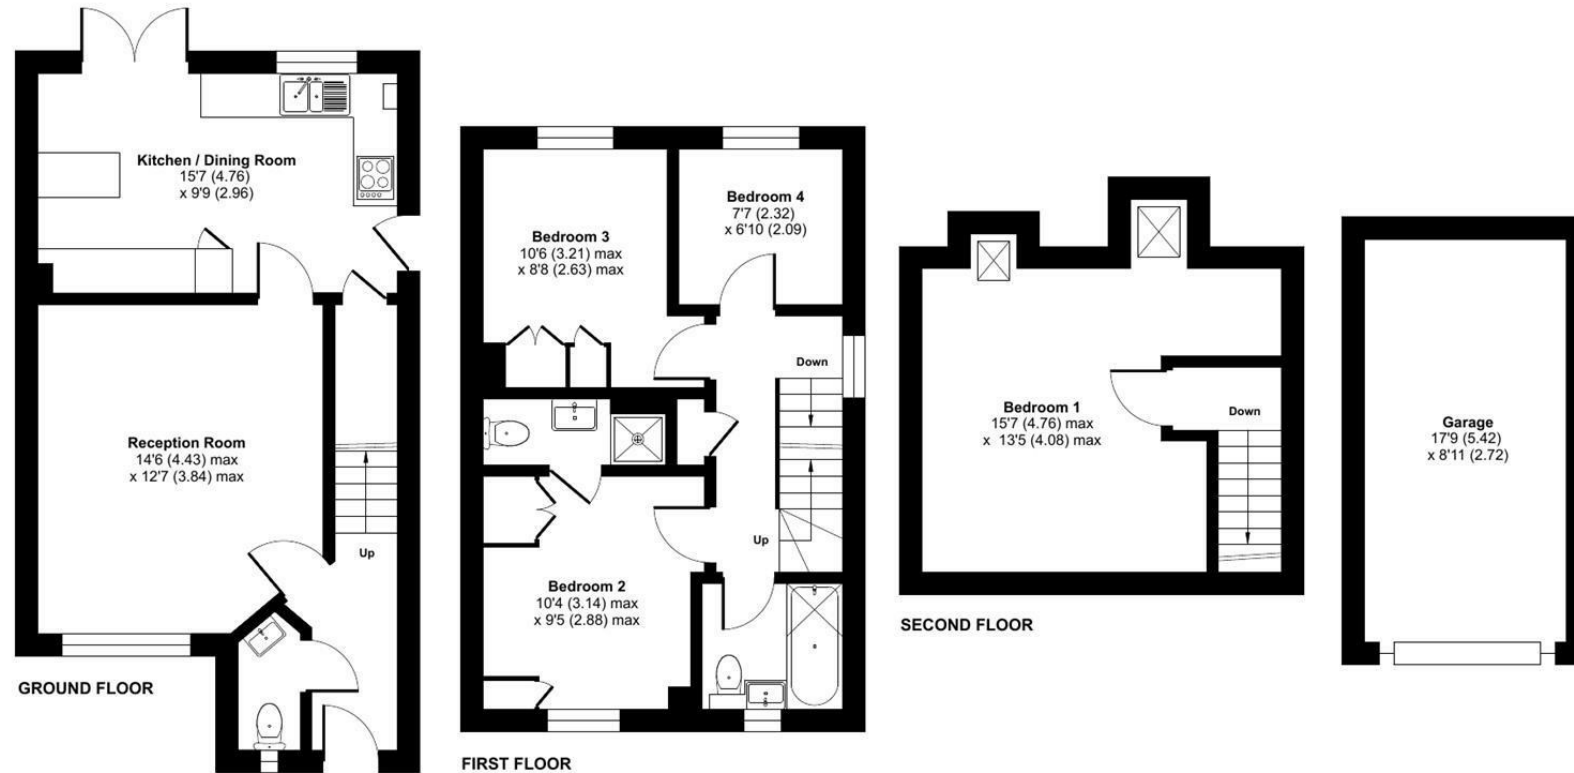 Kitchen / Dining Room
15'7 (4.76)
x 9'9 (2.96)
Reception Room
14'6 (4.43) max
x 12'7 (3.84) max
Up
GROUND FLOOR
Bedroom 3
10'6 (3.21) max
x 8'8 (2.63) max
Bedroom 4
7'7 (2.32)
x 6'10 (2.09)
Down
Up
Bedroom 2
10'4 (3.14) max
x 9'5 (2.88) max
FIRST FLOOR
Bedroom 1
15'7 (4.76) max
x 13'5 (4.08) max
Down
SECOND FLOOR
Garage
17'9 (5.42)
x 8'11 (2.72)